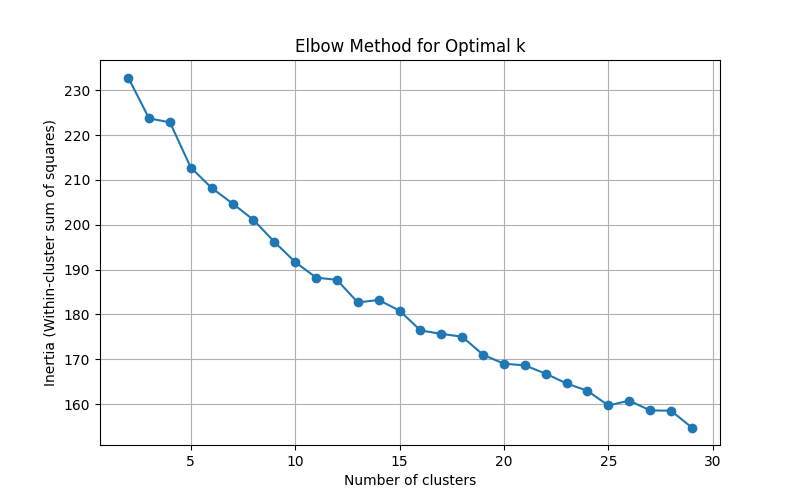 Elbow Method for Optimal k
Inertia (Within-cluster sum of squares)
230
220
210
200
190
180
170
160
5 10 15 20 25 30
Number of clusters